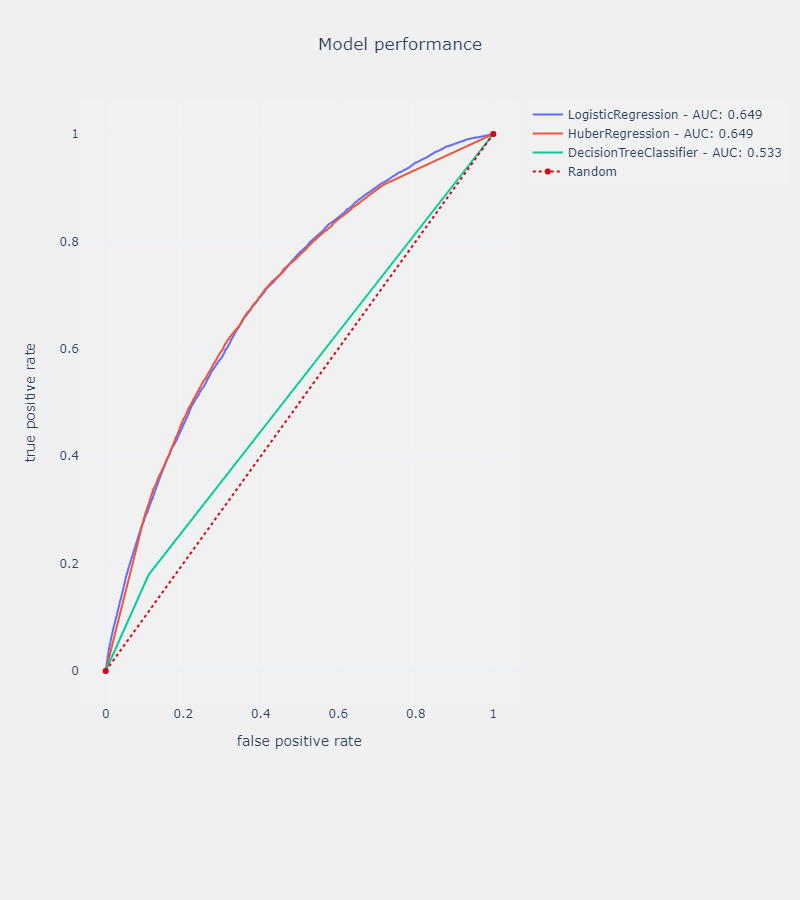 Model performance
LogisticRegression - AUC: 0.649
HuberRegression - AUC: 0.649
DecisionTreeClassifier - AUC: 0.533
Random
true positive rate
1
0.8
0.6
0.4
0.2
0
0 0.2 0.4 0.6 0.8 1
false positive rate